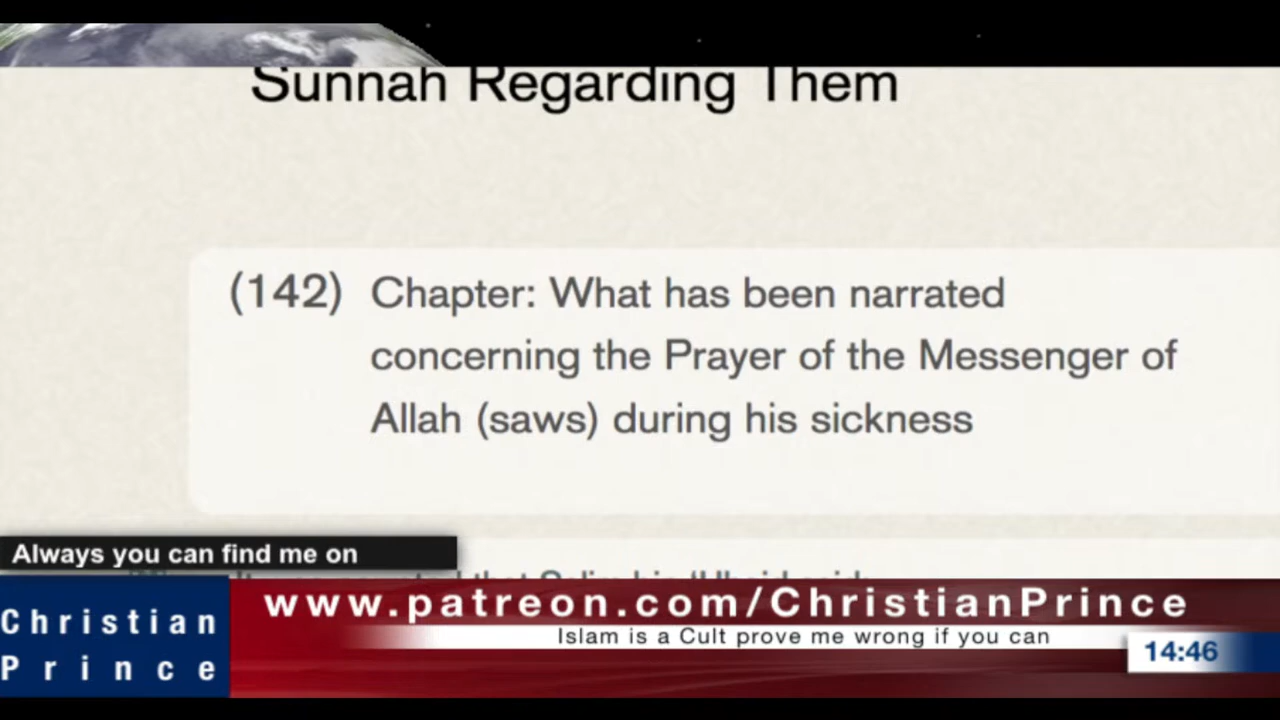 Sunnah Regarding Them
(142) Chapter: What has been narrated
concerning the Prayer of the Messenger of
Allah (saws) during his sickness
Always you can find me on
www.patreon.com/ChristianPrince
Christian
Prince
Islam is a Cult prove me wrong if you can
14:46